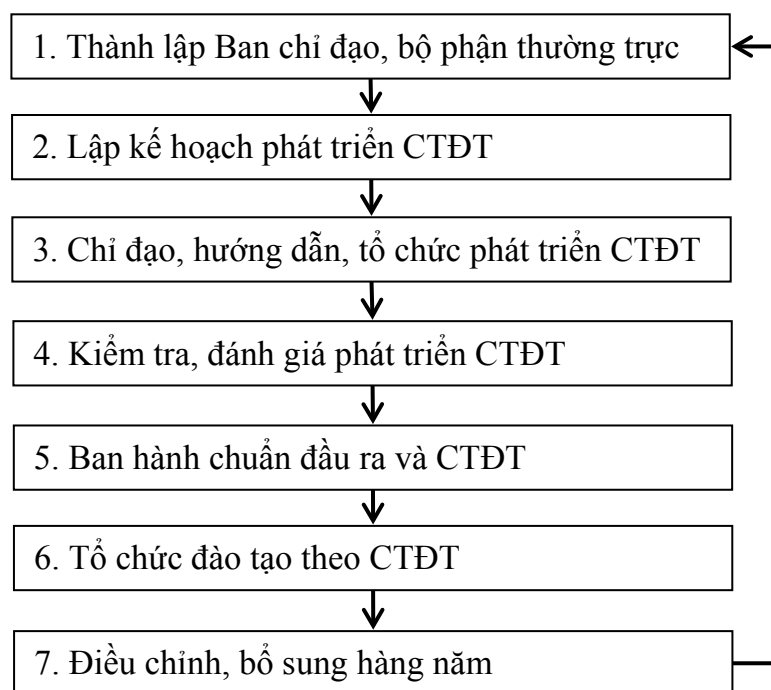 1. Thành lập Ban chỉ đạo, bộ phận thường trực
2. Lập kế hoạch phát triển CTĐT
3. Chỉ đạo, hướng dẫn, tổ chức phát triển CTĐT
4. Kiểm tra, đánh giá phát triển CTĐT
5. Ban hành chuẩn đầu ra và CTĐT
6. Tổ chức đào tạo theo CTĐT
7. Điều chỉnh, bổ sung hàng năm